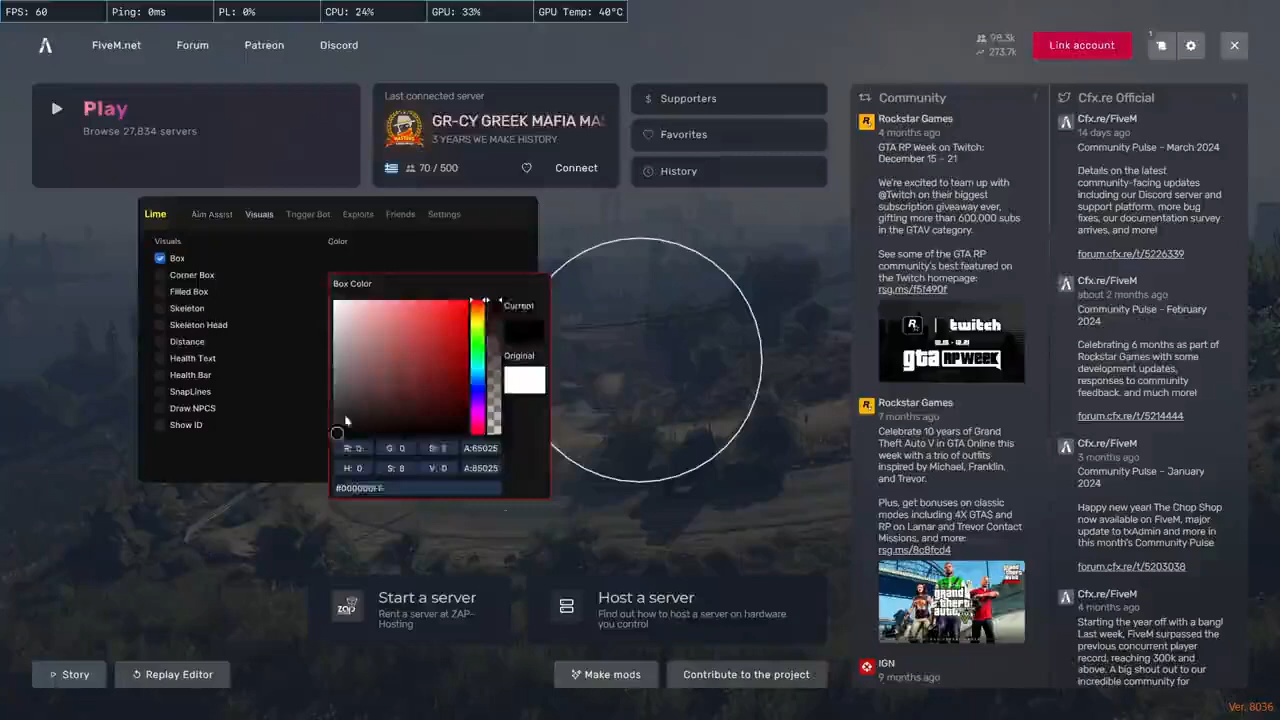 FPS: 60
Ping: 0ms
PL: 0%
CPU: 24%
GPU: 33%
GPU Temp: 40°C
FiveM.net
Forum
Patreon
Discord
98.3k
273.7k
Link account
1
Play
Browse 27,834 servers
Last connected server
GR-CY GREEK MAFIA MA
3 YEARS WE MAKE HISTORY
70 / 500
Connect
Supporters
Favorites
History
Lime
Aim Assist
Visuals
Trigger Bot
Exploits
Friends
Settings
Visuals
Box
Corner Box
Filled Box
Skeleton
Skeleton Head
Distance
Health Text
Health Bar
SnapLines
Draw NPCS
Show ID
Color
Box Color
Current
Original
G: 0
H: 0
S: 8
V: 0
#000000FF
Start a server
Rent a server at ZAP-
Hosting
Host a server
Find out how to host a server on hardware
you control
Story
Replay Editor
Make mods
Contribute to the project
Community
Rockstar Games
4 months ago
GTA RP Week on Twitch:
December 15 – 21
We're excited to team up with
@Twitch on their biggest
subscription giveaway ever,
gifting more than 600,000 subs
in the GTAV category.
See some of the GTA RP
community's best featured on
the Twitch homepage:
rsg.ms/f5f490f
twitch
gta RP WEEK
Rockstar Games
7 months ago
Celebrate 10 years of Grand
Theft Auto V in GTA Online this
week with a trio of outfits
inspired by Michael, Franklin,
and Trevor.
Plus, get bonuses on classic
modes including 4X GTA$ and
RP on Lamar and Trevor Contact
Missions, and more:
rsg.ms/8c8fcd4
grand
theft
auto
IGN
9 months ago
Cfx.re Official
Cfx.re/FiveM
14 days ago
Community Pulse – March 2024
Details on the latest
community-facing updates
including our Discord server and
support platform, more bug
fixes, our documentation survey
arrives, and more!
forum.cfx.re/t/5226339
Cfx.re/FiveM
about 2 months ago
Community Pulse – February
2024
Celebrating 6 months as part of
Rockstar Games with some
development updates,
responses to community
feedback, and much more!
forum.cfx.re/t/5214444
Cfx.re/FiveM
3 months ago
Community Pulse – January
2024
Happy new year! The Chop Shop
now available on FiveM, major
update to txAdmin and more in
this month's Community Pulse
forum.cfx.re/t/5203038
Cfx.re/FiveM
4 months ago
Starting the year off with a bang!
Last week, FiveM surpassed the
previous concurrent player
record, reaching 300k and
above. A big shout out to our
incredible community for
Ver. 8036